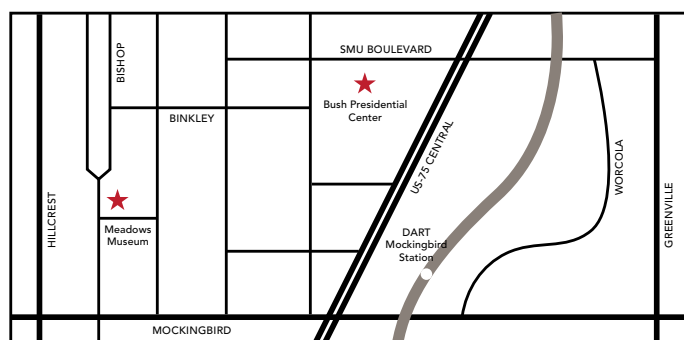 SMU BOULEVARD
BISHOP
Bush Presidential
Center
BINKLEY
US-75 CENTRAL
WORCOLA
HILLCREST
GREENVILLE
Meadows
Museum
DART
Mockingbird
Station
MOCKINGBIRD